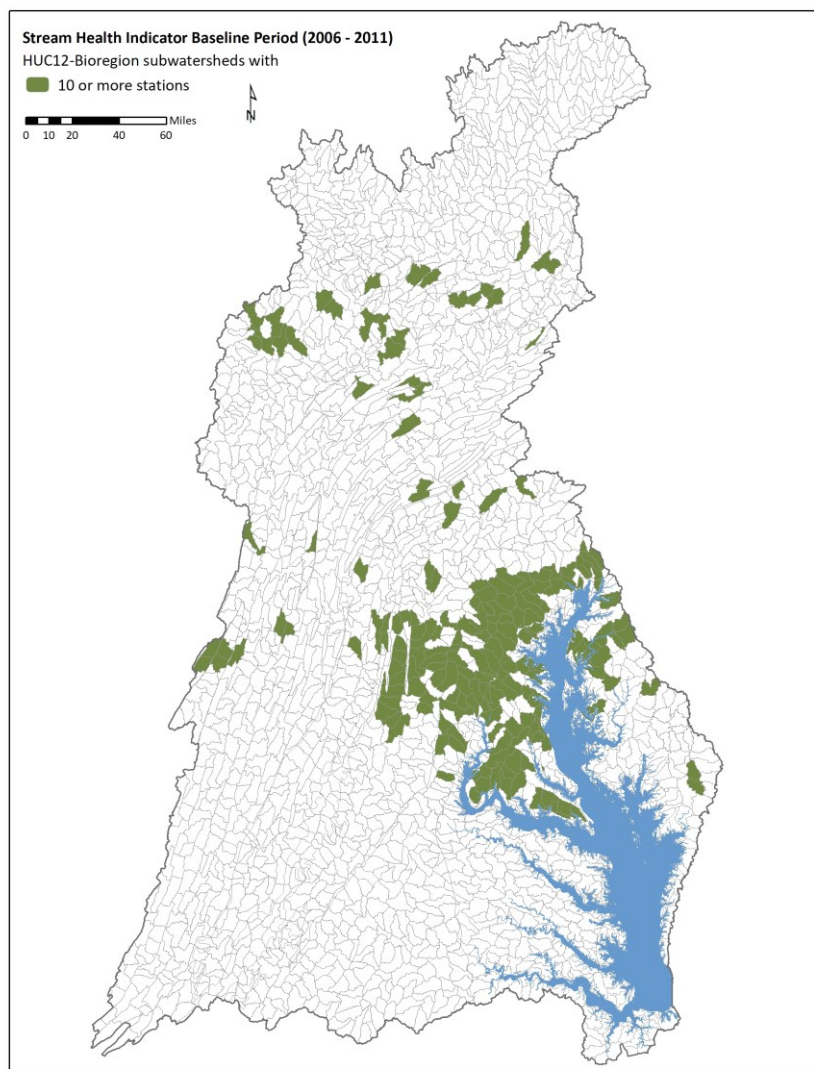 Stream Health Indicator Baseline Period (2006 - 2011)
HUC12-Bioregion subwatersheds with
10 or more stations
N
Miles
0 10 20 40 60